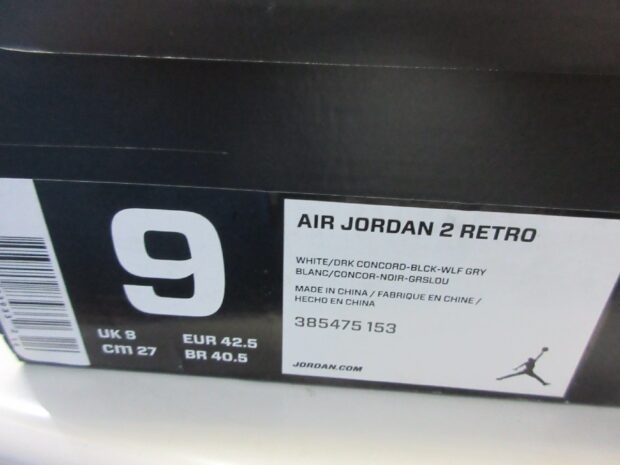 9
UK 8 EUR 42.5
cm 27 BR 40.5
AIR JORDAN 2 RETRO
WHITE/DRK CONCORD-BLCK-WLF GRY
BLANC/CONCOR-NOIR-GRSLOU
MADE IN CHINA / FABRIQUE EN CHINE /
HECHO EN CHINA
385475 153
JORDAN.COM